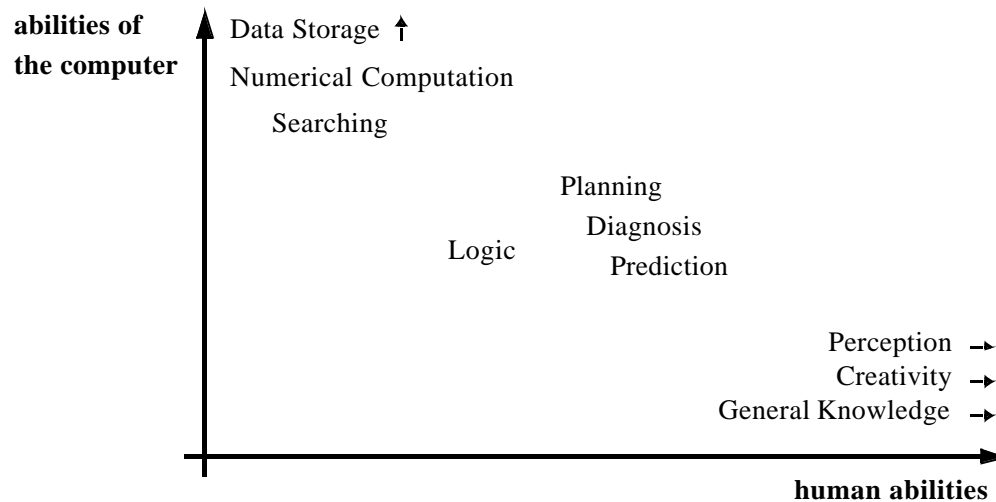 abilities of
the computer
Data Storage
Numerical Computation
Searching
Planning
Diagnosis
Logic
Prediction
Perception
Creativity
General Knowledge
human abilities